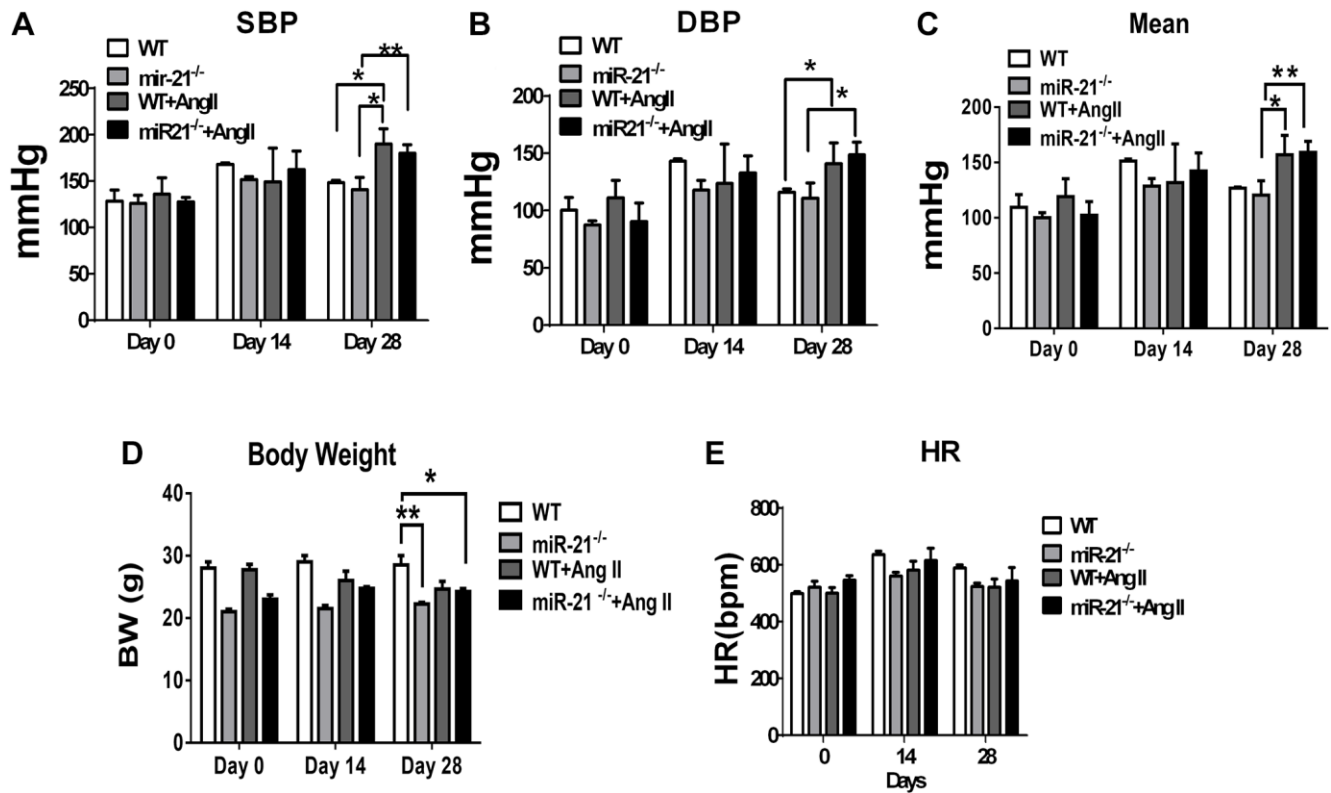 A
SBP
WT
mir-21⁻/⁻
WT+AngII
miR21⁻/⁻+AngII
*
*
**
mmHg
250
200
150
100
50
0
Day 0
Day 14
Day 28
B
DBP
WT
miR-21⁻/⁻
WT+AngII
miR21⁻/⁻+AngII
*
*
mmHg
200
150
100
50
0
Day 0
Day 14
Day 28
C
Mean
WT
miR-21⁻/⁻
WT+AngII
miR-21⁻/⁻+AngII
**
*
mmHg
200
150
100
50
0
Day 0
Day 14
Day 28
D
Body Weight
*
**
WT
miR-21⁻/⁻
WT+Ang II
miR-21 ⁻/⁻+Ang II
BW (g)
40
30
20
10
0
Day 0
Day 14
Day 28
E
HR
WT
miR-21⁻/⁻
WT+AngII
miR-21⁻/⁻+AngII
HR(bpm)
800
600
400
200
0
0
14
28
Days